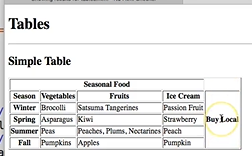 Tables
Simple Table
Seasonal Food
Season Vegetables Fruits Ice Cream
Winter Brocolli Satsuma Tangerines Passion Fruit
Spring Asparagus Kiwi Strawberry
Buy Local
Summer Peas Peaches, Plums, Nectarines Peach
Fall Pumpkins Apples Pumpkin